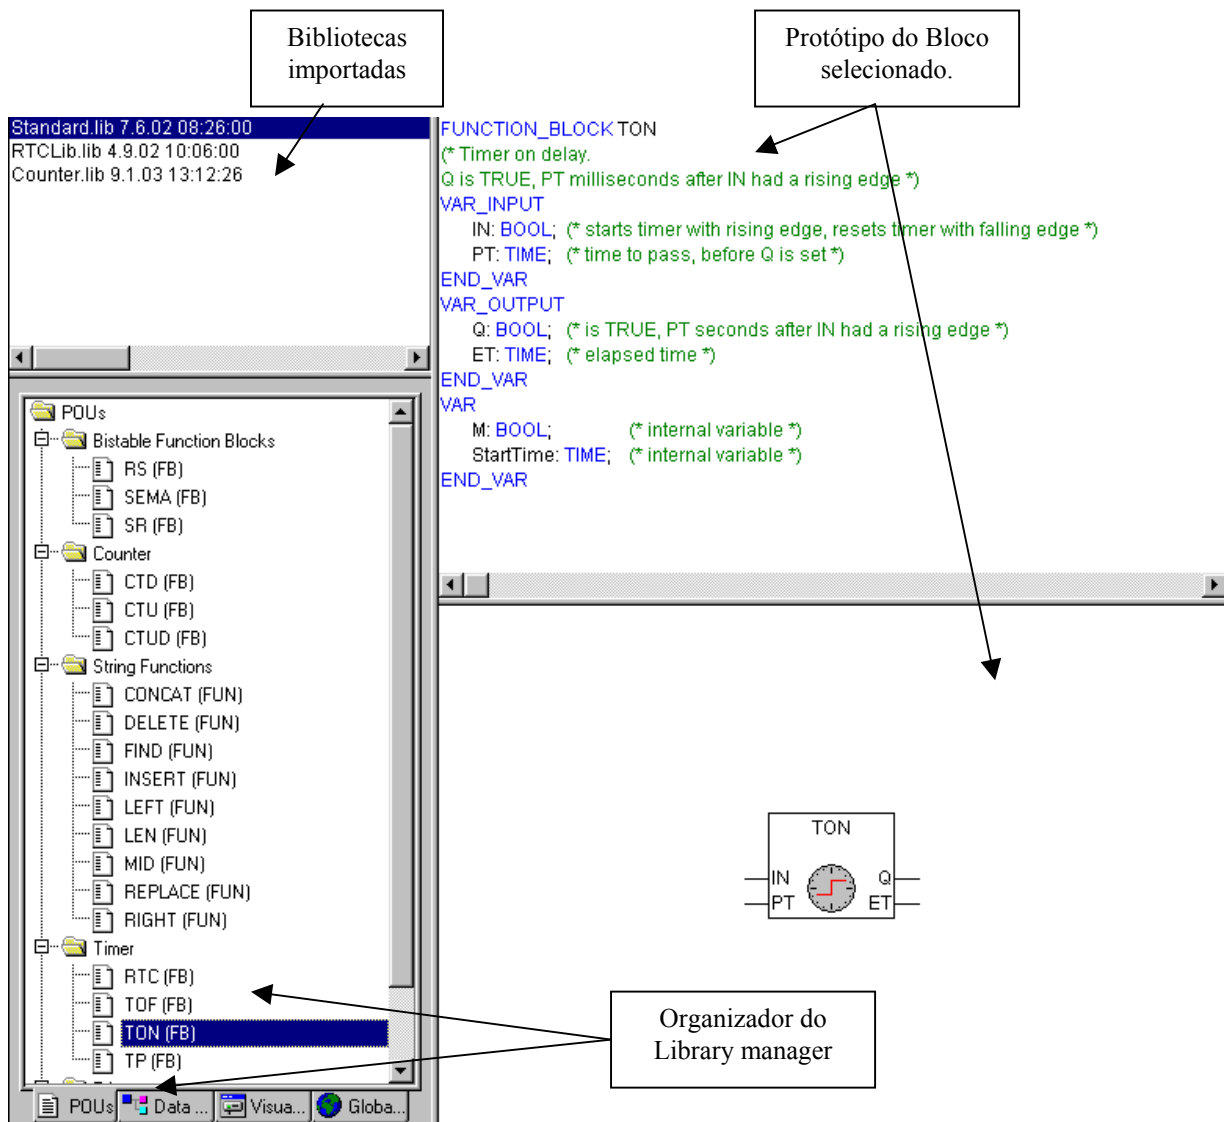 Bibliotecas
importadas
Protótipo do Bloco
selecionado.
Standard.lib 7.6.02 08:26:00
RTCLib.lib 4.9.02 10:06:00
Counter.lib 9.1.03 13:12:26
FUNCTION_BLOCK TON
(* Timer on delay.
Q is TRUE, PT milliseconds after IN had a rising edge *)
VAR_INPUT
IN: BOOL; (* starts timer with rising edge, resets timer with falling edge *)
PT: TIME; (* time to pass, before Q is set *)
END_VAR
VAR_OUTPUT
Q: BOOL; (* is TRUE, PT seconds after IN had a rising edge *)
ET: TIME; (* elapsed time *)
END_VAR
VAR
M: BOOL; (* internal variable *)
StartTime: TIME; (* internal variable *)
END_VAR
POUs
Bistable Function Blocks
RS (FB)
SEMA (FB)
SR (FB)
Counter
CTD (FB)
CTU (FB)
CTUD (FB)
String Functions
CONCAT (FUN)
DELETE (FUN)
FIND (FUN)
INSERT (FUN)
LEFT (FUN)
LEN (FUN)
MID (FUN)
REPLACE (FUN)
RIGHT (FUN)
Timer
RTC (FB)
TOF (FB)
TON (FB)
TP (FB)
POUs Data ... Visua... Globa...
TON
IN Q
PT ET
Organizador do
Library manager